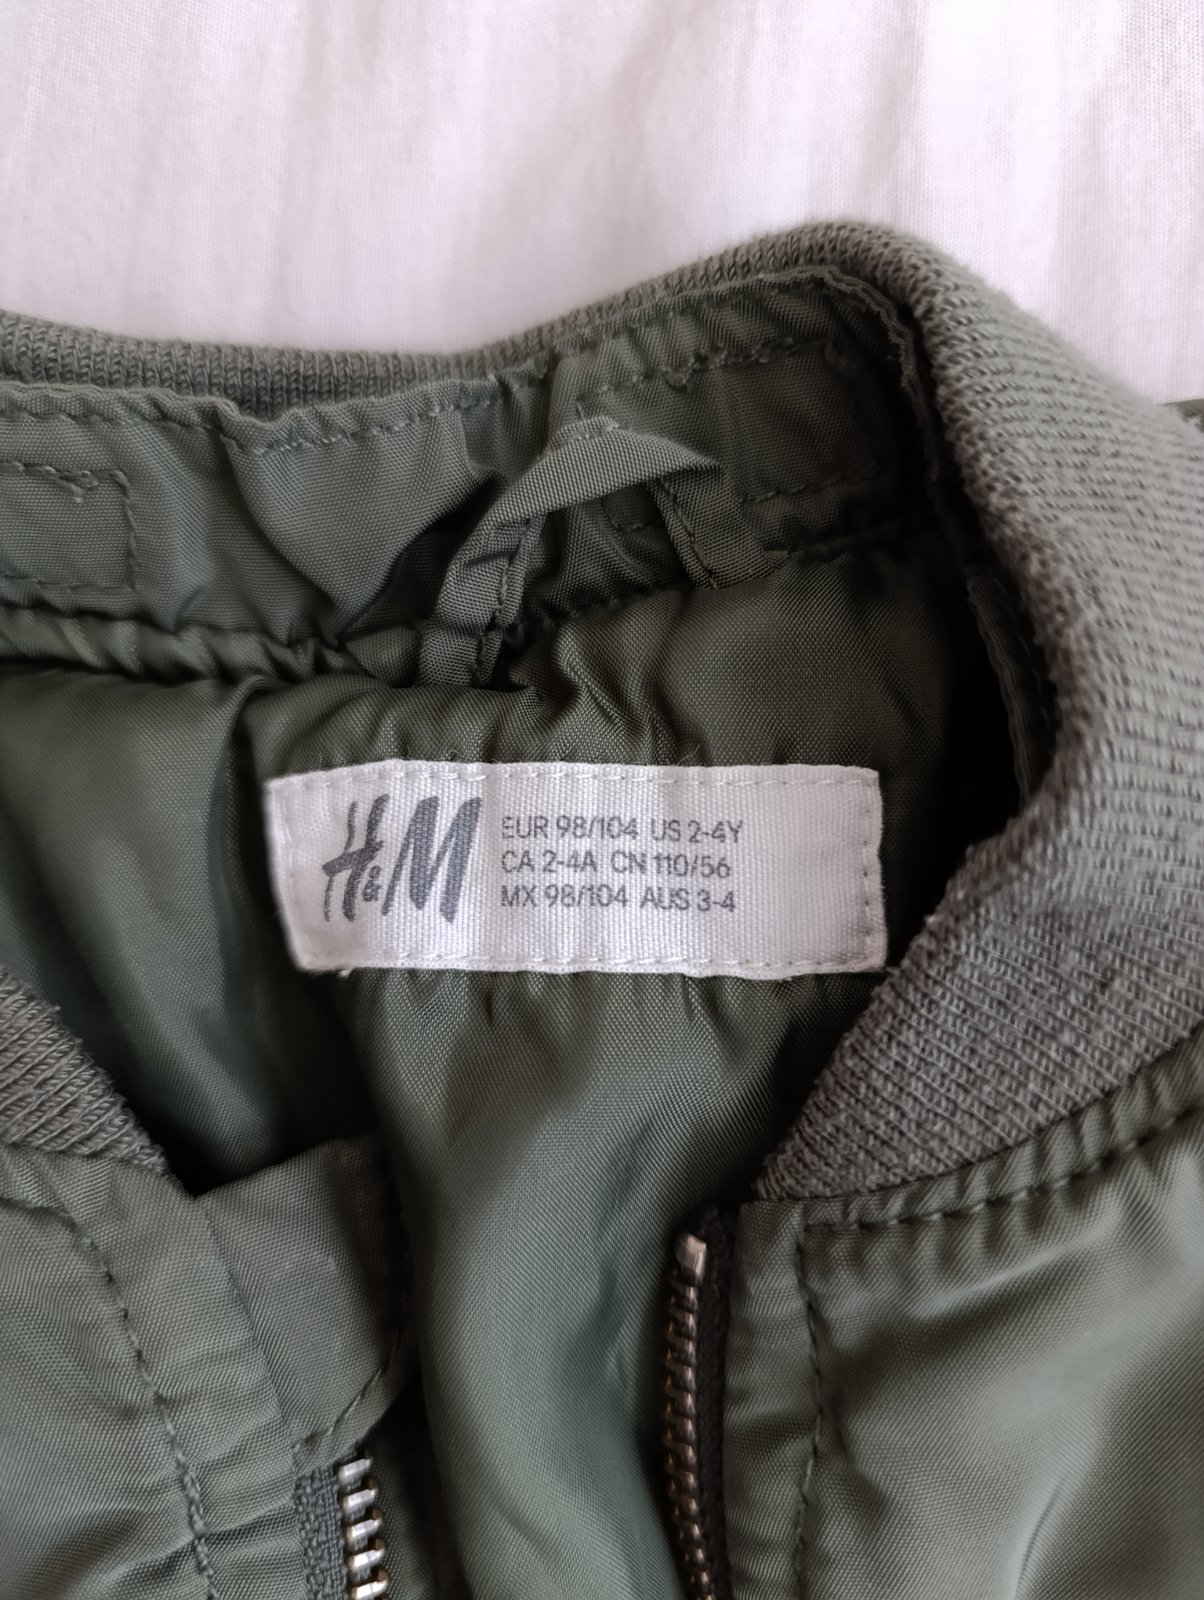 H&M
EUR 98/104 US 2-4Y
CA 2-4A CN 110/56
MX 98/104 AUS 3-4